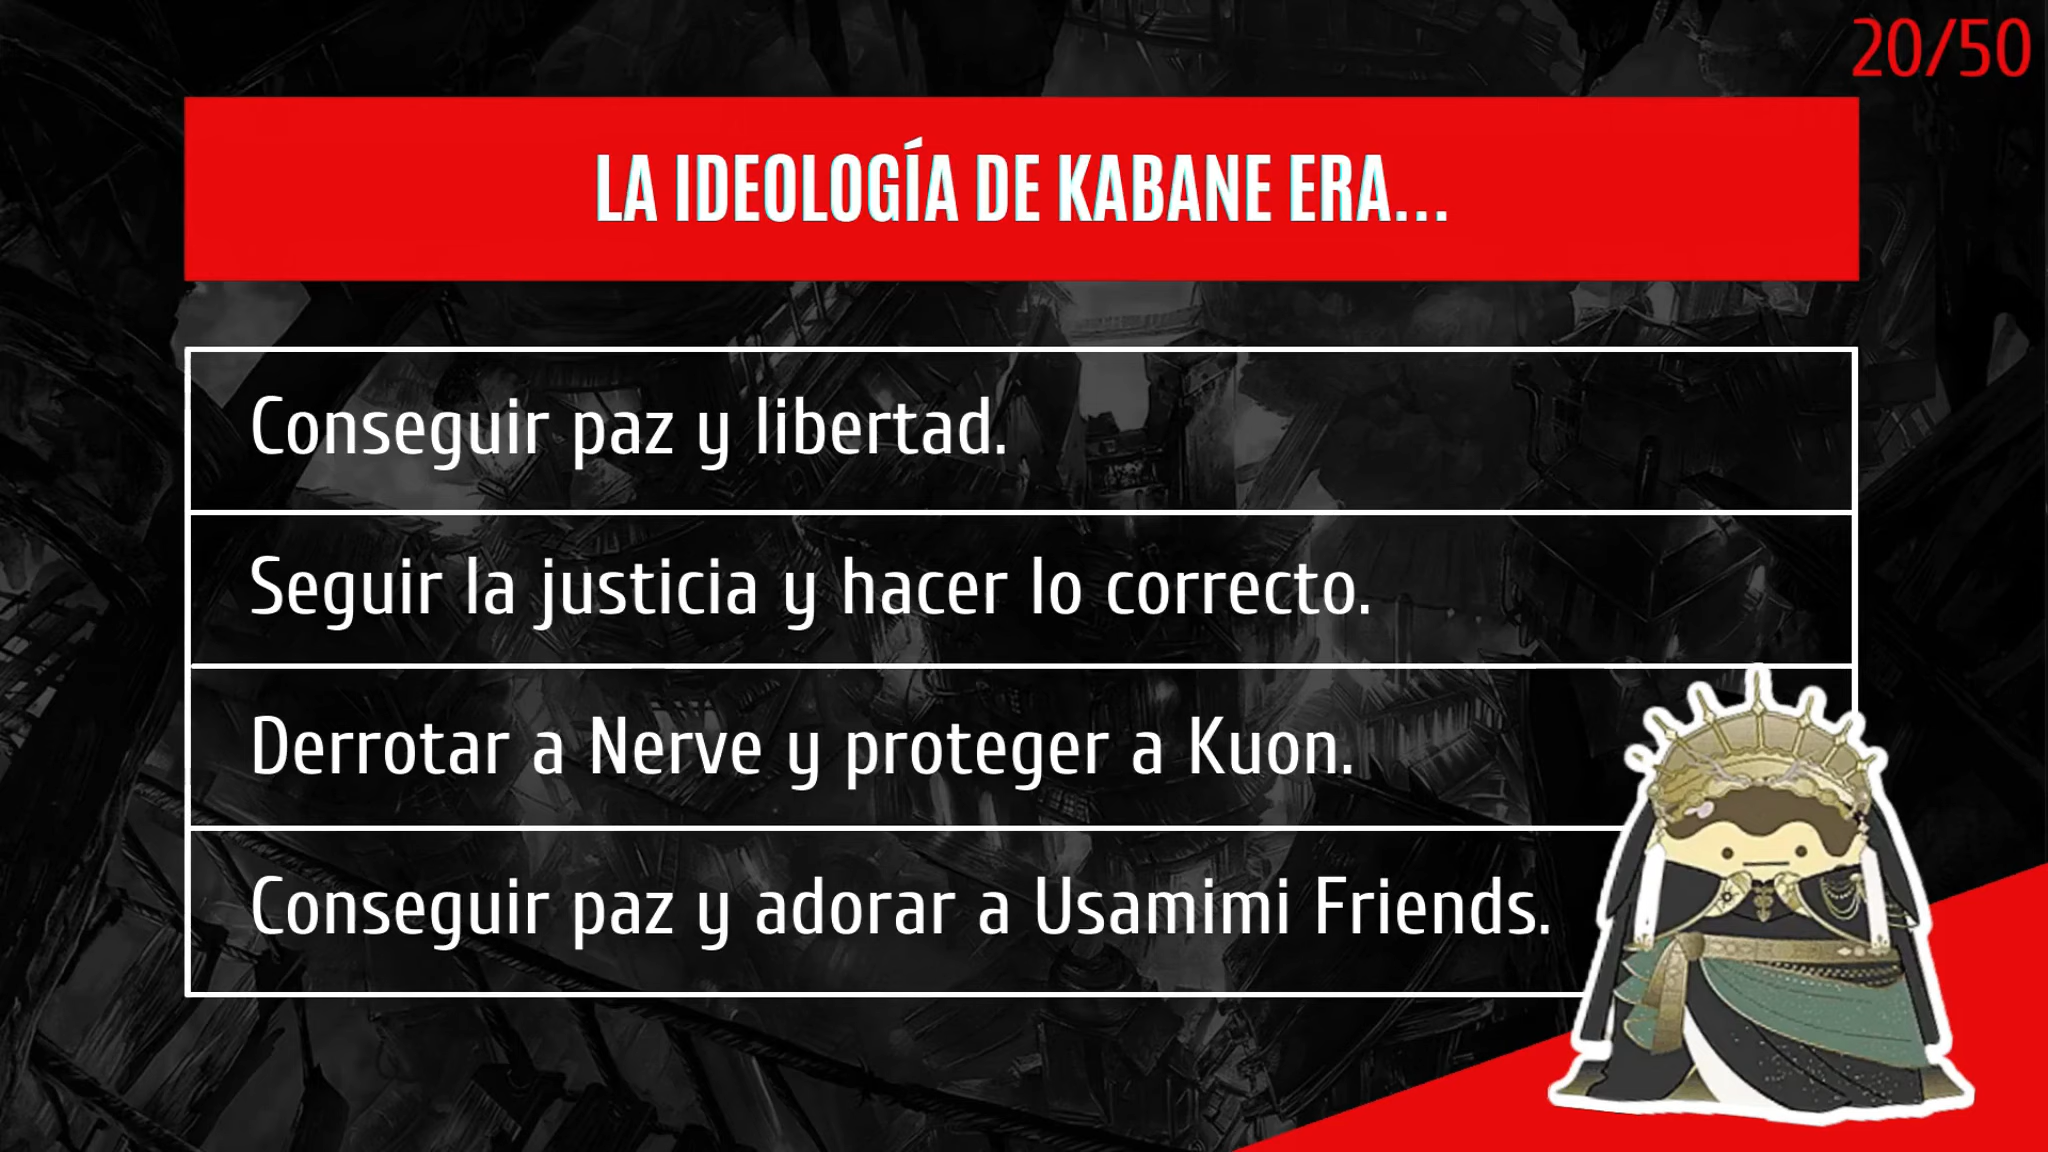 20/50
LA IDEOLOGÍA DE KABANE ERA...
Conseguir paz y libertad.
Seguir la justicia y hacer lo correcto.
Derrotar a Nerve y proteger a Kuon.
Conseguir paz y adorar a Usamimi Friends.